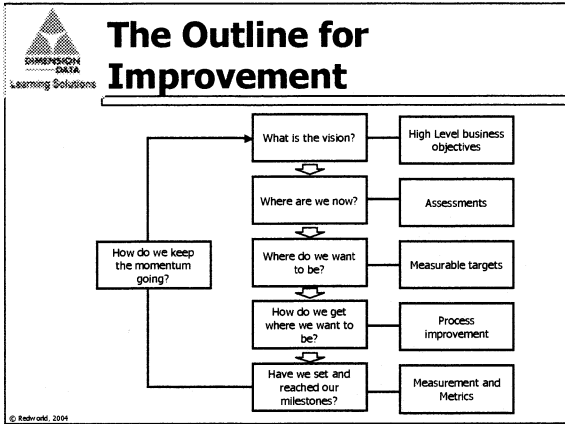 DIMENSION
DATA
Learning Solutions
The Outline for
Improvement
What is the vision?
High Level business
objectives
Where are we now?
Assessments
How do we keep
the momentum
going?
Where do we want
to be?
Measurable targets
How do we get
where we want to
be?
Process
improvement
Have we set and
reached our
milestones?
Measurement and
Metrics
© Redworld, 2004